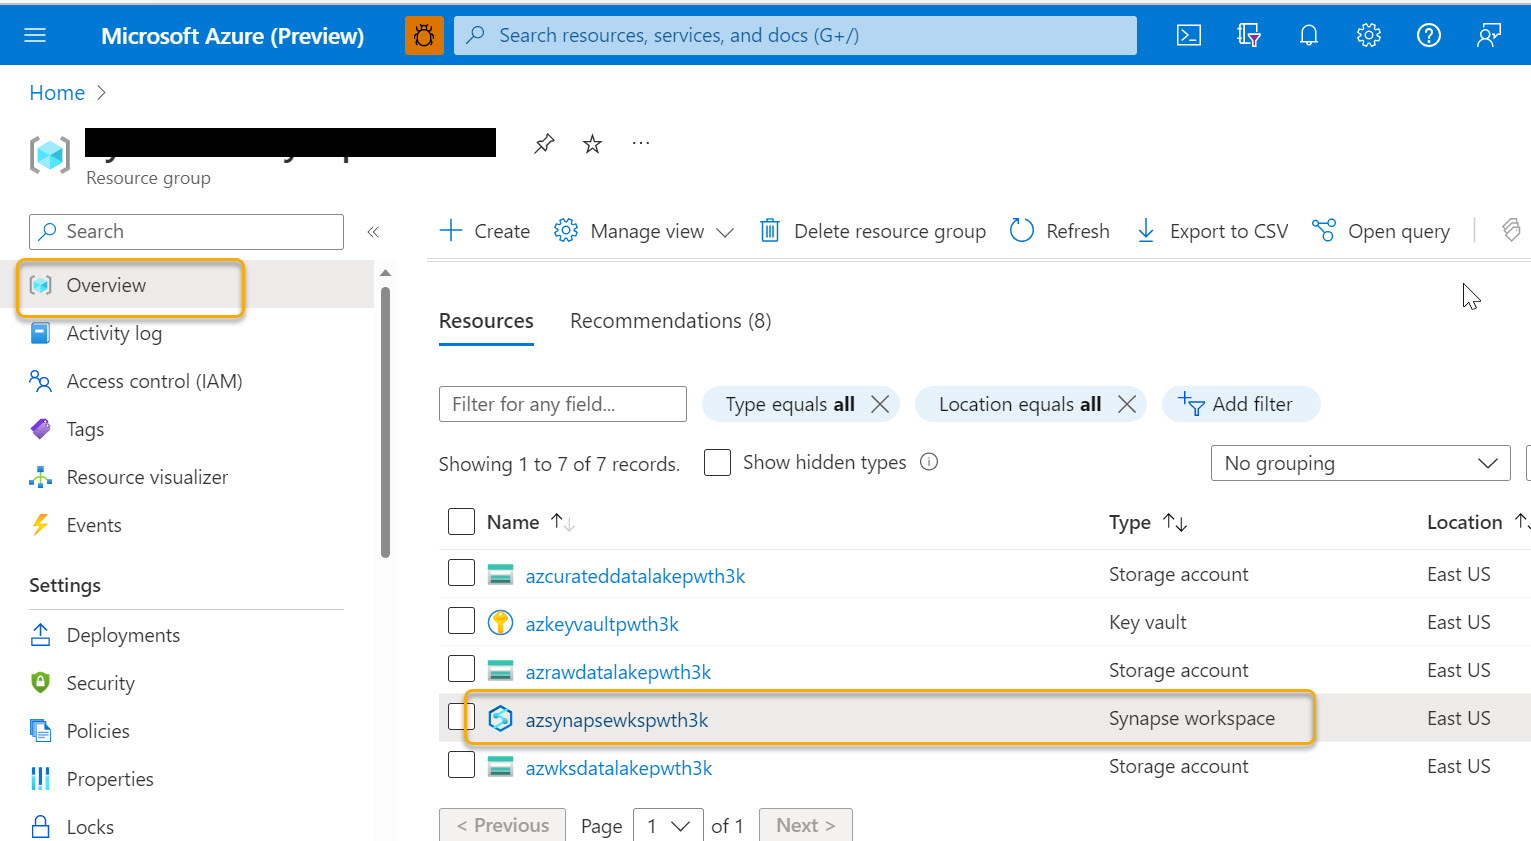 Microsoft Azure (Preview)
Search resources, services, and docs (G+/)
Home
Resource group
Search
Create
Manage view
Delete resource group
Refresh
Export to CSV
Open query
Overview
Activity log
Access control (IAM)
Tags
Resource visualizer
Events
Settings
Deployments
Security
Policies
Properties
Locks
Resources
Recommendations (8)
Filter for any field...
Type equals all
Location equals all
Add filter
Showing 1 to 7 of 7 records.
Show hidden types
No grouping
Name
Type
Location
azcurateddatalakepwth3k
Storage account
East US
azkeyvaultpwth3k
Key vault
East US
azrawdatalakepwth3k
Storage account
East US
azsynapsewkspwth3k
Synapse workspace
East US
azwksdatalakepwth3k
Storage account
East US
< Previous
Page
1
of 1
Next >